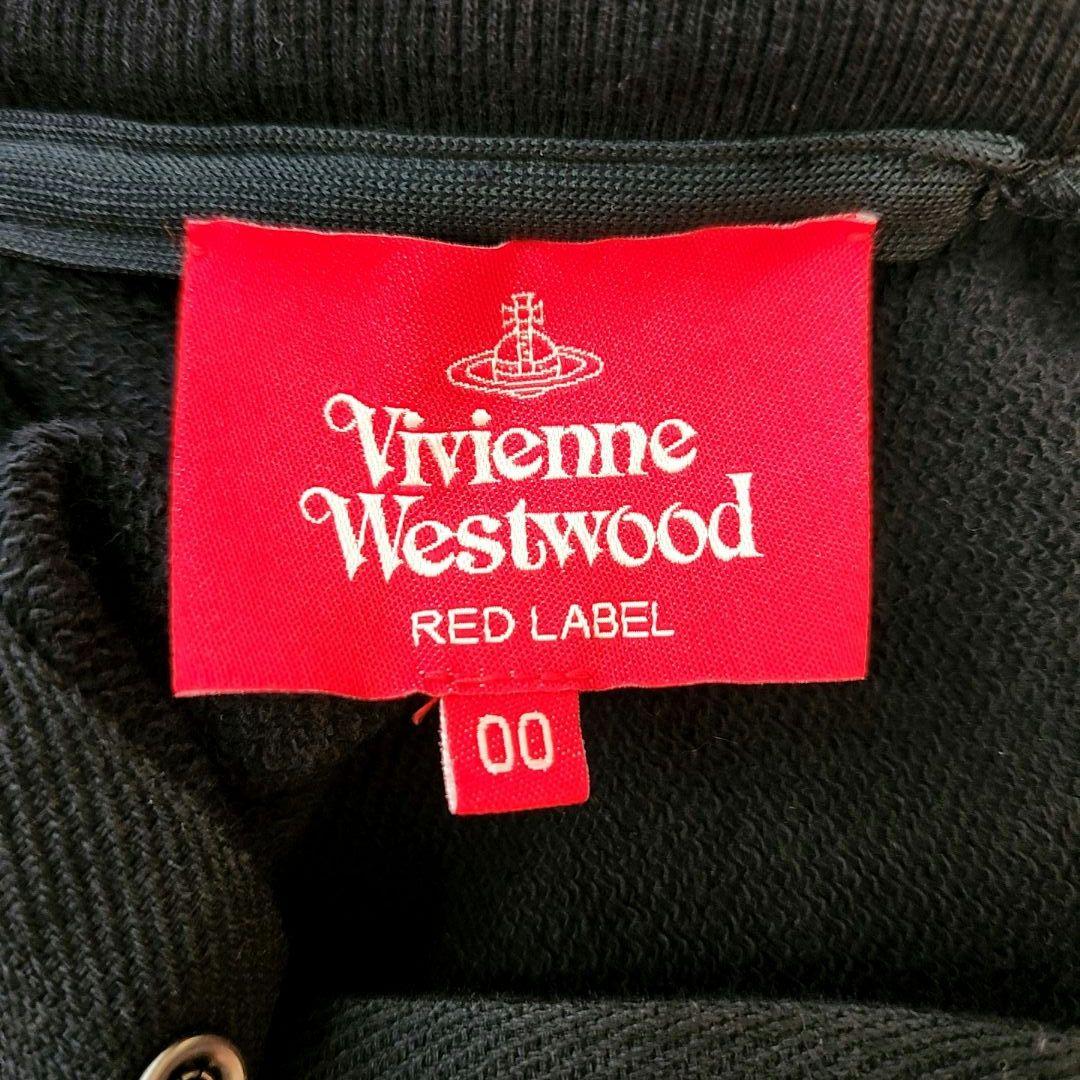 Vivienne
Westwood
RED LABEL
00